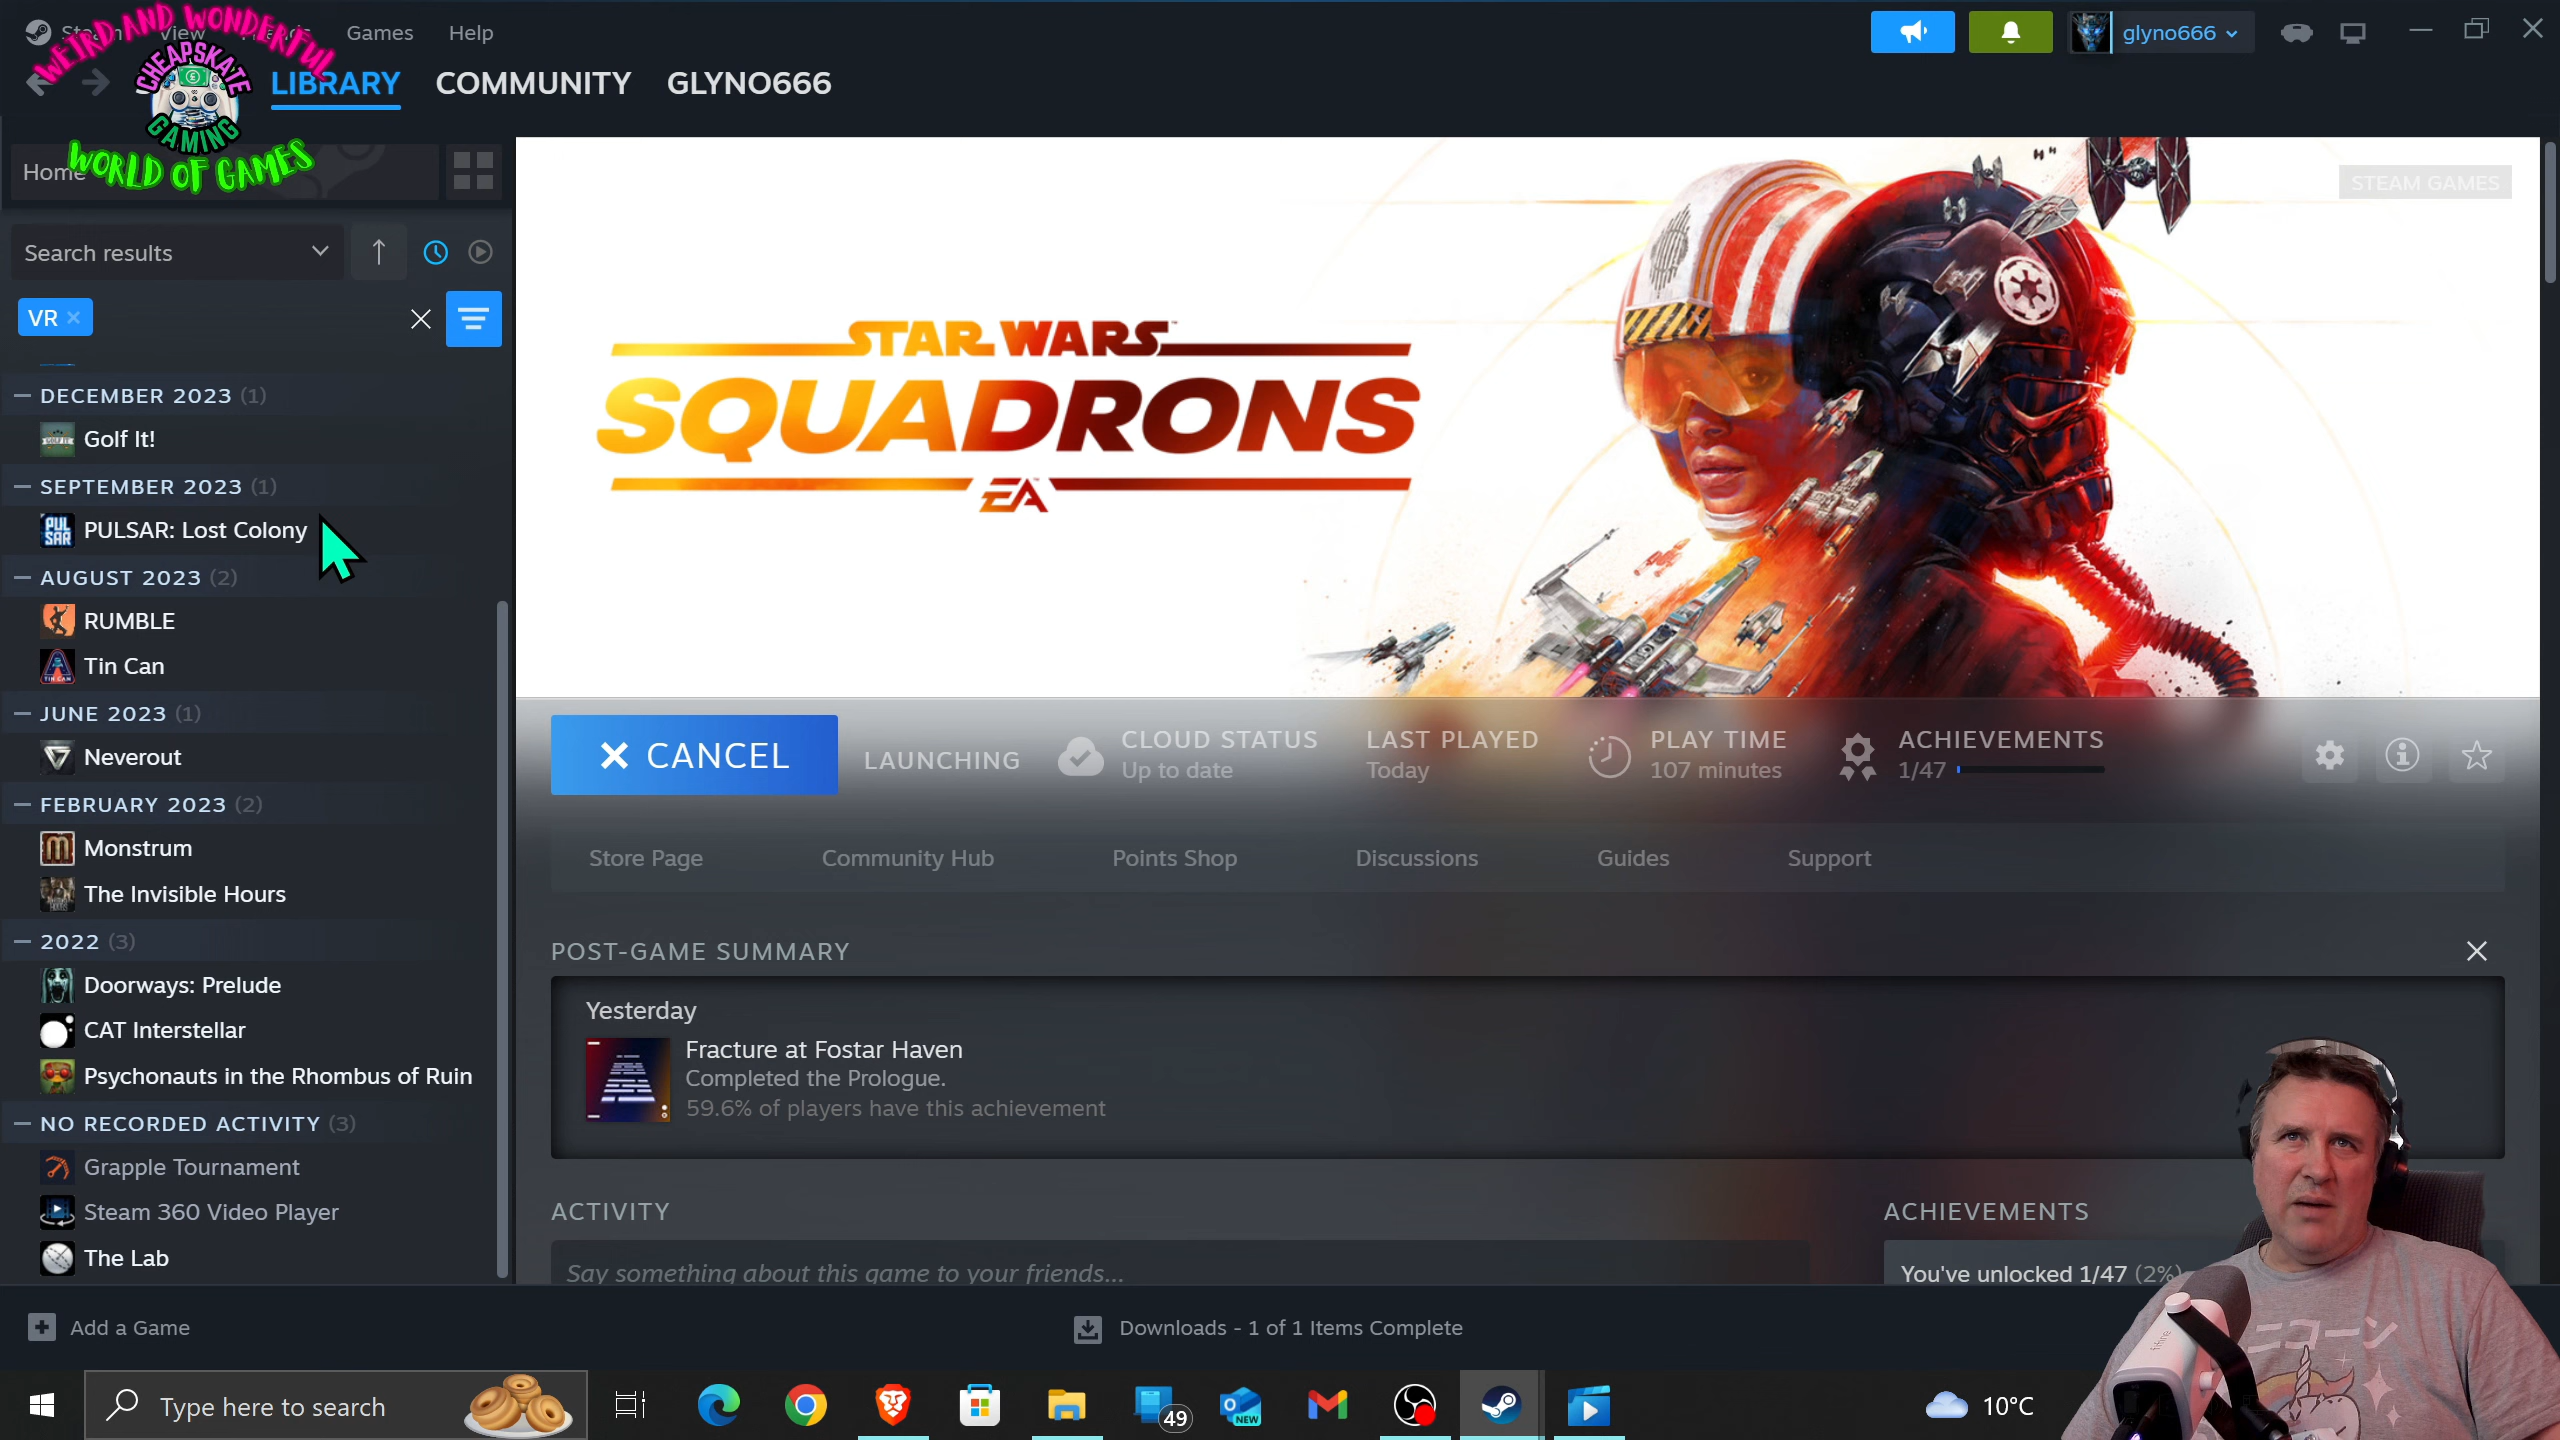 WEIRD AND WONDERFUL
CHEAPSKATE
GAMING
WORLD OF GAMES
View
Games
Help
glyno666
LIBRARY
COMMUNITY
GLYNO666
Home
STEAM GAMES
Search results
VR
DECEMBER 2023 (1)
Golf It!
SEPTEMBER 2023 (1)
PULSAR: Lost Colony
AUGUST 2023 (2)
RUMBLE
Tin Can
JUNE 2023 (1)
Neverout
FEBRUARY 2023 (2)
Monstrum
The Invisible Hours
2022 (3)
Doorways: Prelude
CAT Interstellar
Psychonauts in the Rhombus of Ruin
NO RECORDED ACTIVITY (3)
Grapple Tournament
Steam 360 Video Player
The Lab
STAR WARS
SQUADRONS
EA
CANCEL
LAUNCHING
CLOUD STATUS
Up to date
LAST PLAYED
Today
PLAY TIME
107 minutes
ACHIEVEMENTS
1/47
Store Page
Community Hub
Points Shop
Discussions
Guides
Support
POST-GAME SUMMARY
Yesterday
Fracture at Fostar Haven
Completed the Prologue.
59.6% of players have this achievement
ACTIVITY
Say something about this game to your friends...
ACHIEVEMENTS
You've unlocked 1/47 (2%)
Add a Game
Downloads - 1 of 1 Items Complete
Type here to search
49
NEW
10°C
ニコーン
fifine